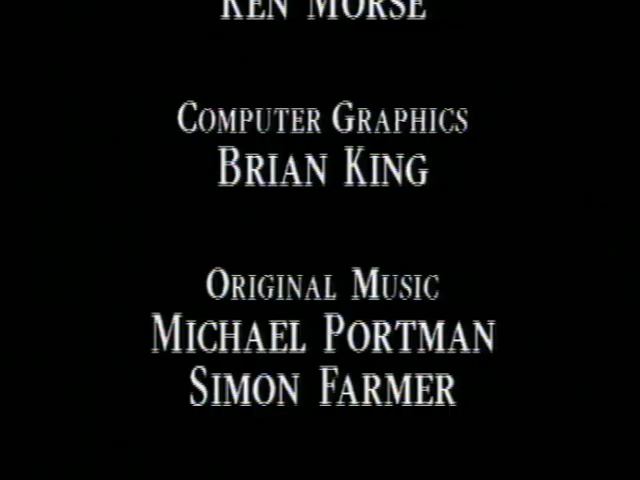 KEN MORSE
COMPUTER GRAPHICS
BRIAN KING
ORIGINAL MUSIC
MICHAEL PORTMAN
SIMON FARMER